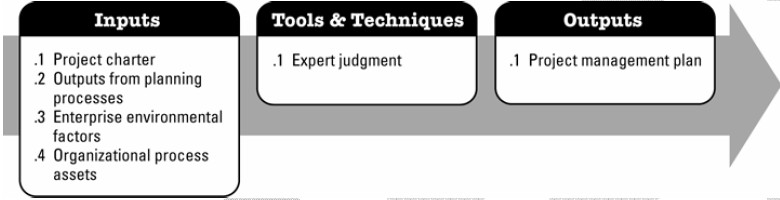 Inputs
.1 Project charter
.2 Outputs from planning
processes
.3 Enterprise environmental
factors
.4 Organizational process
assets
Tools & Techniques
.1 Expert judgment
Outputs
.1 Project management plan